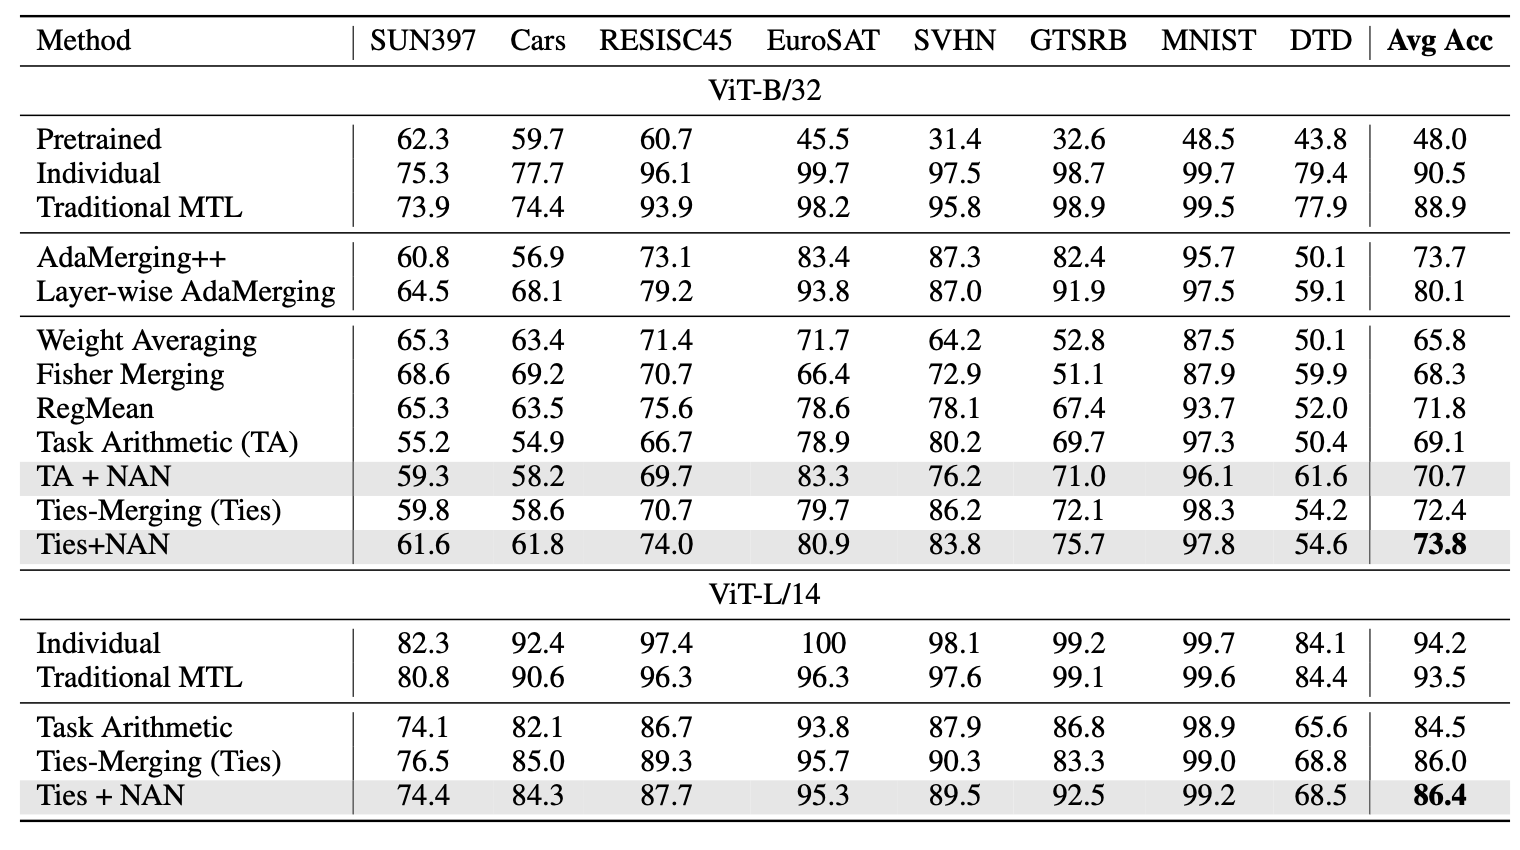 Method SUN397 Cars RESISC45 EuroSAT SVHN GTSRB MNIST DTD Avg Acc
ViT-B/32
Pretrained 62.3 59.7 60.7 45.5 31.4 32.6 48.5 43.8 48.0
Individual 75.3 77.7 96.1 99.7 97.5 98.7 99.7 79.4 90.5
Traditional MTL 73.9 74.4 93.9 98.2 95.8 98.9 99.5 77.9 88.9
AdaMerging++ 60.8 56.9 73.1 83.4 87.3 82.4 95.7 50.1 73.7
Layer-wise AdaMerging 64.5 68.1 79.2 93.8 87.0 91.9 97.5 59.1 80.1
Weight Averaging 65.3 63.4 71.4 71.7 64.2 52.8 87.5 50.1 65.8
Fisher Merging 68.6 69.2 70.7 66.4 72.9 51.1 87.9 59.9 68.3
RegMean 65.3 63.5 75.6 78.6 78.1 67.4 93.7 52.0 71.8
Task Arithmetic (TA) 55.2 54.9 66.7 78.9 80.2 69.7 97.3 50.4 69.1
TA + NAN 59.3 58.2 69.7 83.3 76.2 71.0 96.1 61.6 70.7
Ties-Merging (Ties) 59.8 58.6 70.7 79.7 86.2 72.1 98.3 54.2 72.4
Ties+NAN 61.6 61.8 74.0 80.9 83.8 75.7 97.8 54.6 73.8
ViT-L/14
Individual 82.3 92.4 97.4 100 98.1 99.2 99.7 84.1 94.2
Traditional MTL 80.8 90.6 96.3 96.3 97.6 99.1 99.6 84.4 93.5
Task Arithmetic 74.1 82.1 86.7 93.8 87.9 86.8 98.9 65.6 84.5
Ties-Merging (Ties) 76.5 85.0 89.3 95.7 90.3 83.3 99.0 68.8 86.0
Ties + NAN 74.4 84.3 87.7 95.3 89.5 92.5 99.2 68.5 86.4